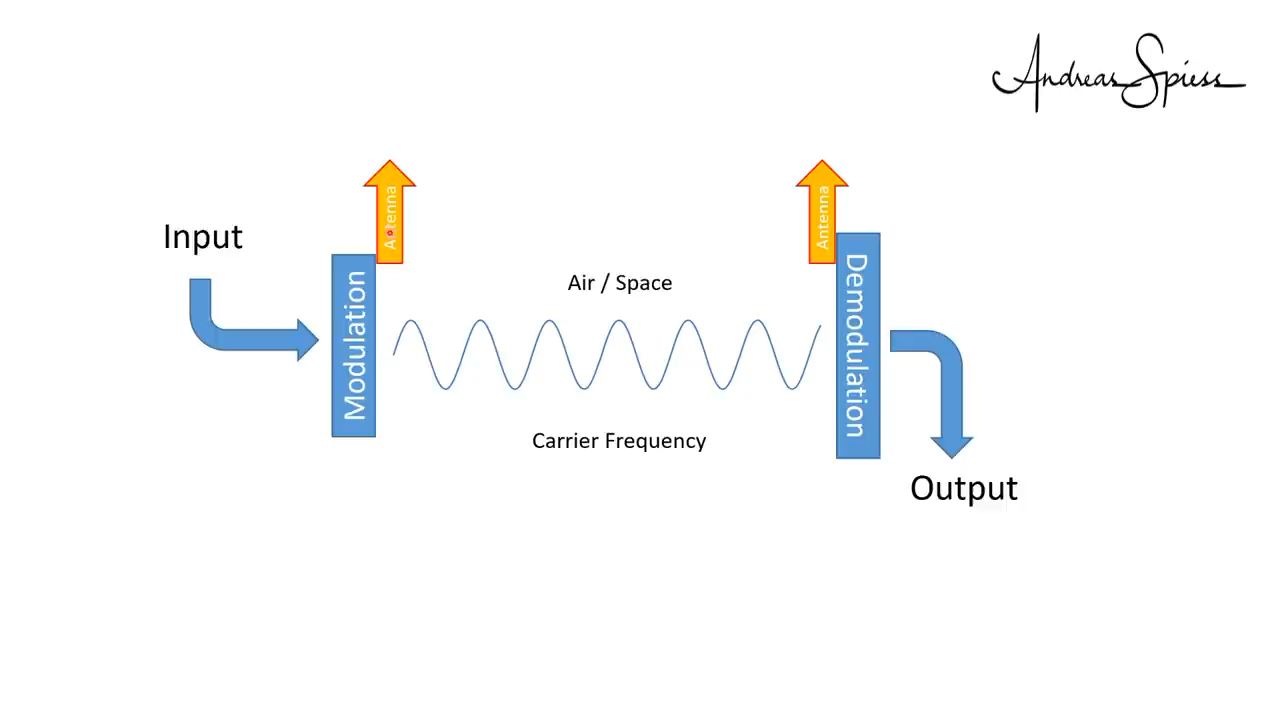 Andreas Spiess
Input
Antenna
Antenna
Modulation
Air / Space
Demodulation
Carrier Frequency
Output